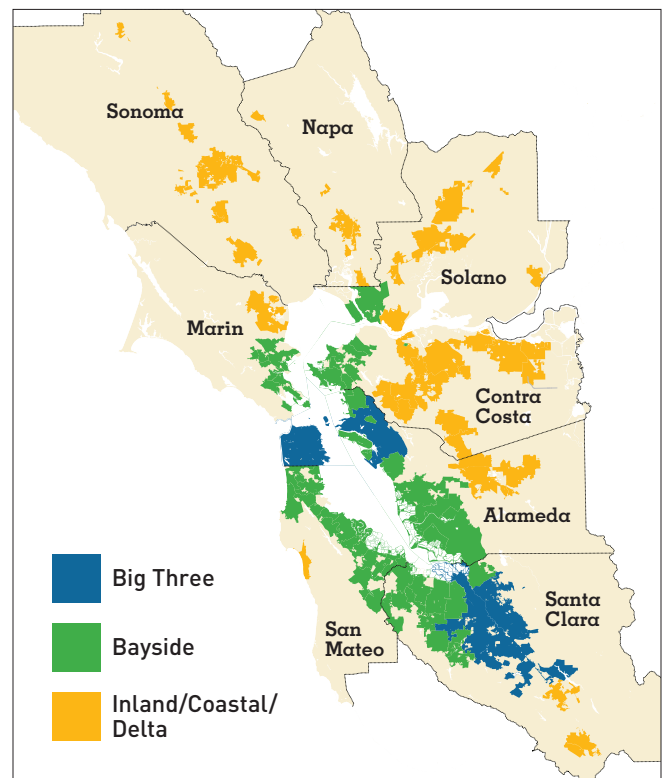 Sonoma
Napa
Solano
Marin
Contra
Costa
Alameda
Santa
Clara
San
Mateo
Big Three
Bayside
Inland/Coastal/
Delta